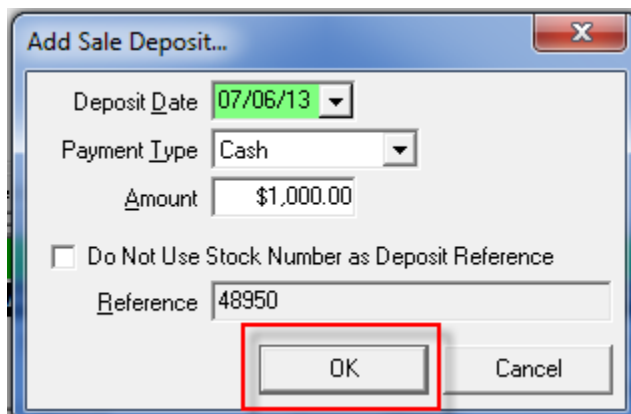 Add Sale Deposit...
Deposit Date 07/06/13
Payment Type Cash
Amount $1,000.00
Do Not Use Stock Number as Deposit Reference
Reference 48950
OK Cancel